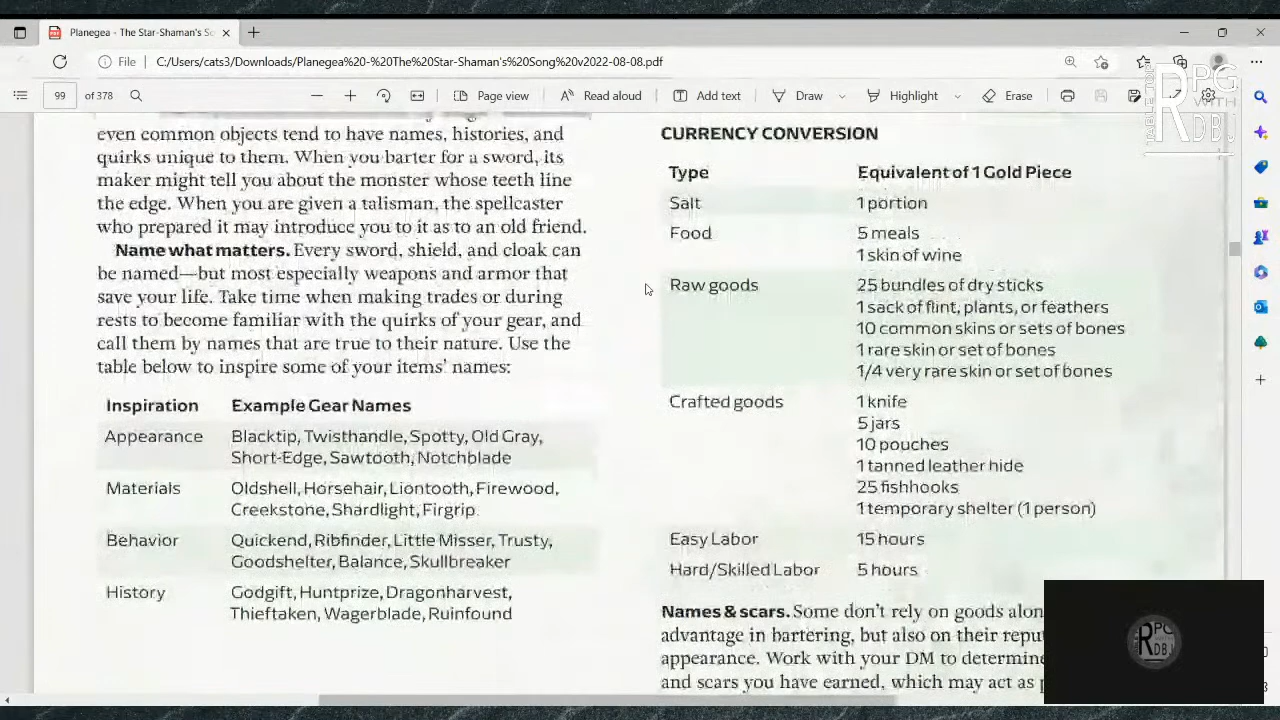 Planegea - The Star-Shaman's So
File
C:/Users/cats3/Downloads/Planegea%20-%20The%20Star-Shaman's%20Song%20v2022-08-08.pdf
99 of 378
Page view
Read aloud
Add text
Draw
Highlight
Erase
TABLE TOP
RPG
WITH
RDBJ
even common objects tend to have names, histories, and
quirks unique to them. When you barter for a sword, its
maker might tell you about the monster whose teeth line
the edge. When you are given a talisman, the spellcaster
who prepared it may introduce you to it as to an old friend.
Name what matters. Every sword, shield, and cloak can
be named—but most especially weapons and armor that
save your life. Take time when making trades or during
rests to become familiar with the quirks of your gear, and
call them by names that are true to their nature. Use the
table below to inspire some of your items' names:
Inspiration Example Gear Names
Appearance Blacktip, Twisthandle, Spotty, Old Gray,
Short-Edge, Sawtooth, Notchblade
Materials Oldshell, Horsehair, Liontooth, Firewood,
Creekstone, Shardlight, Firgrip
Behavior Quickend, Ribfinder, Little Misser, Trusty,
Goodshelter, Balance, Skullbreaker
History Godgift, Huntprize, Dragonharvest,
Thieftaken, Wagerblade, Ruinfound
CURRENCY CONVERSION
Type Equivalent of 1 Gold Piece
Salt 1 portion
Food 5 meals
1 skin of wine
Raw goods 25 bundles of dry sticks
1 sack of flint, plants, or feathers
10 common skins or sets of bones
1 rare skin or set of bones
1/4 very rare skin or set of bones
Crafted goods 1 knife
5 jars
10 pouches
1 tanned leather hide
25 fishhooks
1 temporary shelter (1 person)
Easy Labor 15 hours
Hard/Skilled Labor 5 hours
Names & scars. Some don't rely on goods alon
advantage in bartering, but also on their repu
appearance. Work with your DM to determine
and scars you have earned, which may act as p
RPG
RDBJ